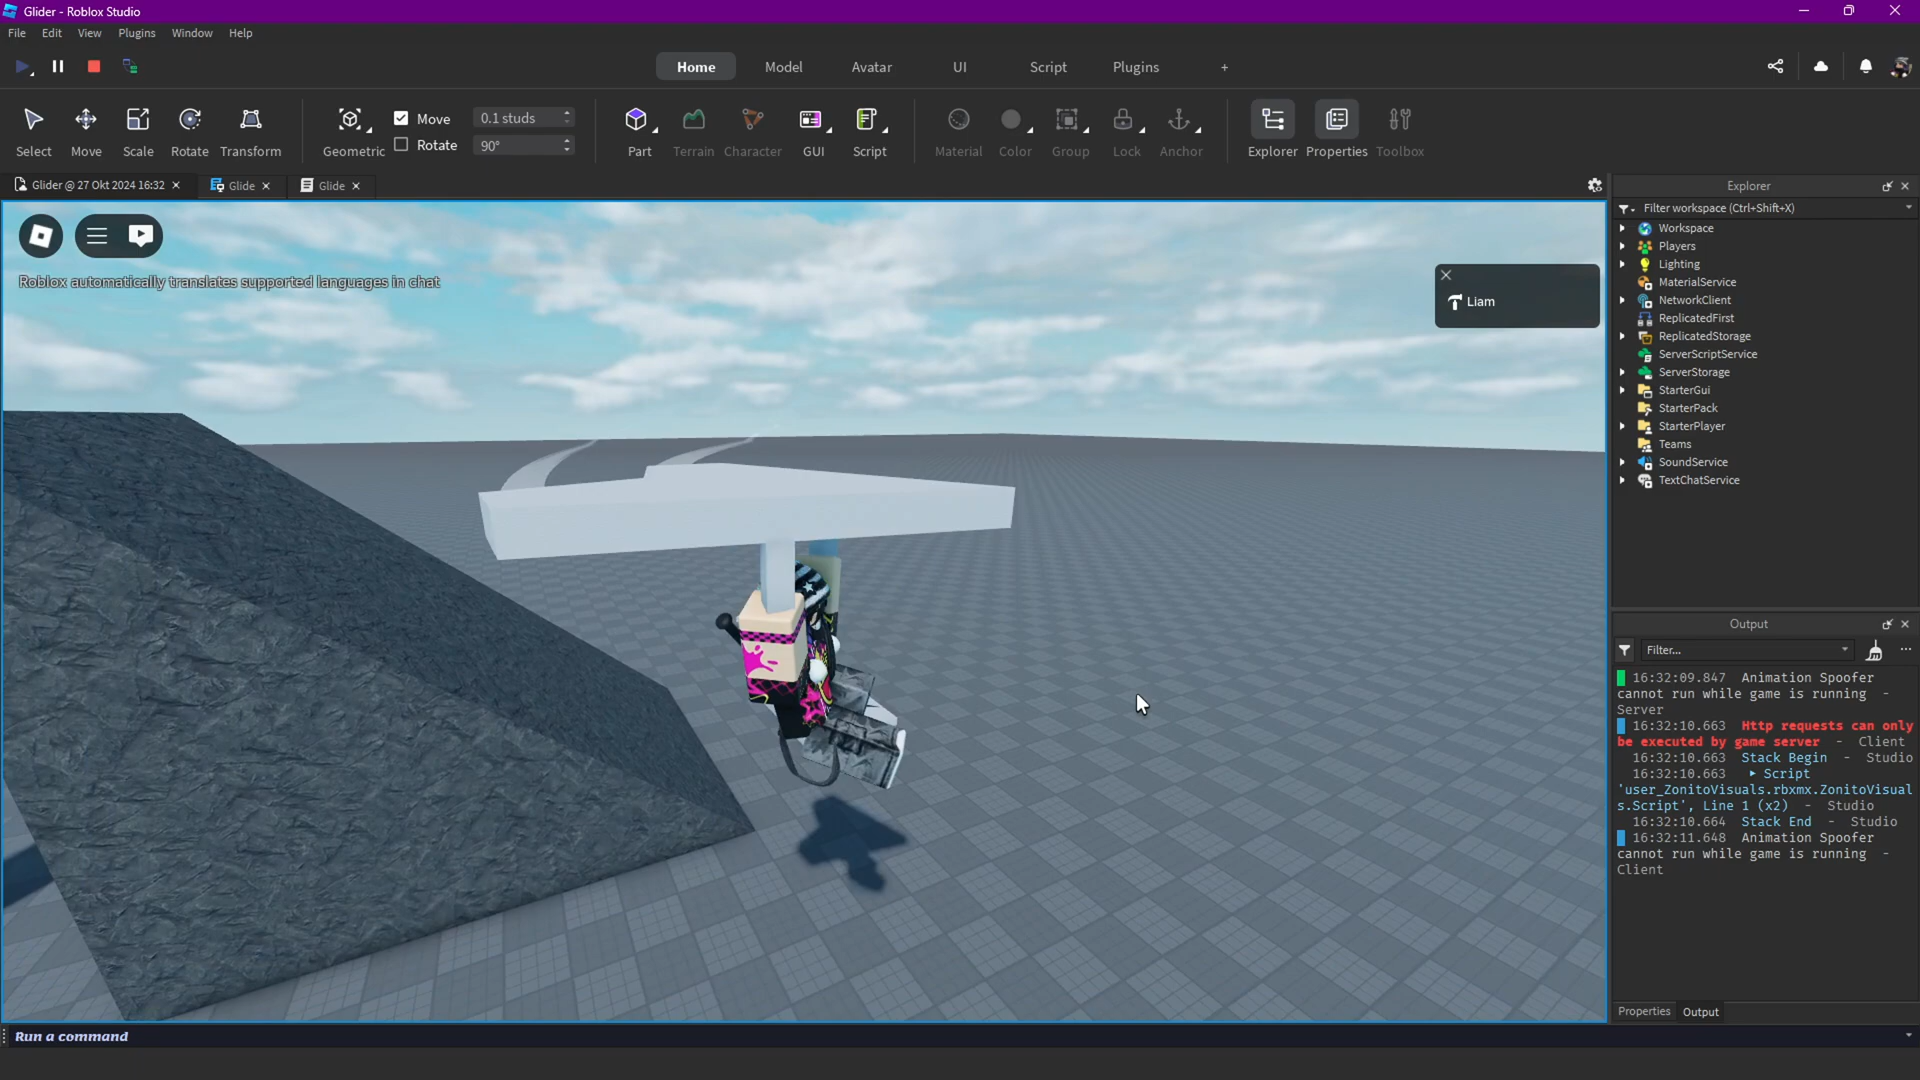 Glider - Roblox Studio
File Edit View Plugins Window Help
Home Model Avatar UI Script Plugins +
Select Move Scale Rotate Transform
Geometric
Move 0.1 studs
Rotate 90°
Part Terrain Character GUI Script
Material Color Group Lock Anchor
Explorer Properties Toolbox
Glider @ 27 Okt 2024 16:32 Glide Glide
Roblox automatically translates supported languages in chat
Liam
Explorer
Filter workspace (Ctrl+Shift+X)
Workspace
Players
Lighting
MaterialService
NetworkClient
ReplicatedFirst
ReplicatedStorage
ServerScriptService
ServerStorage
StarterGui
StarterPack
StarterPlayer
Teams
SoundService
TextChatService
Output
Filter...
16:32:09.847 Animation Spoofer
cannot run while game is running -
Server
16:32:10.663 Http requests can only
be executed by game server - Client
16:32:10.663 Stack Begin - Studio
16:32:10.663 ▸ Script
'user_ZonitoVisuals.rbxmx.ZonitoVisual
s.Script', Line 1 (x2) - Studio
16:32:10.664 Stack End - Studio
16:32:11.648 Animation Spoofer
cannot run while game is running -
Client
Properties Output
Run a command